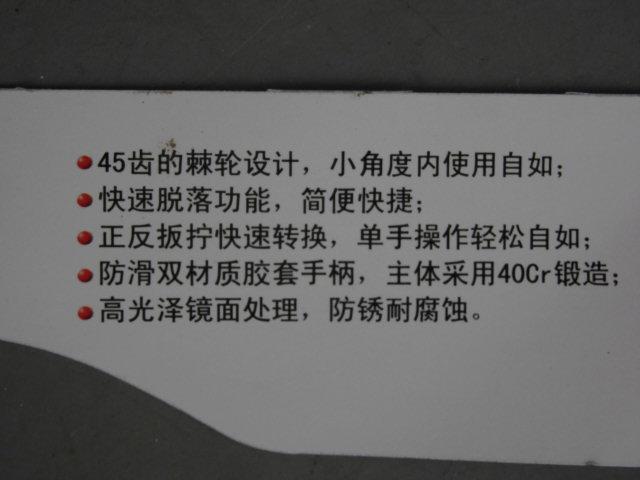 45齿的棘轮设计，小角度内使用自如；
快速脱落功能，简便快捷；
正反扳拧快速转换，单手操作轻松自如；
防滑双材质胶套手柄，主体采用40Cr锻造；
高光泽镜面处理，防锈耐腐蚀。